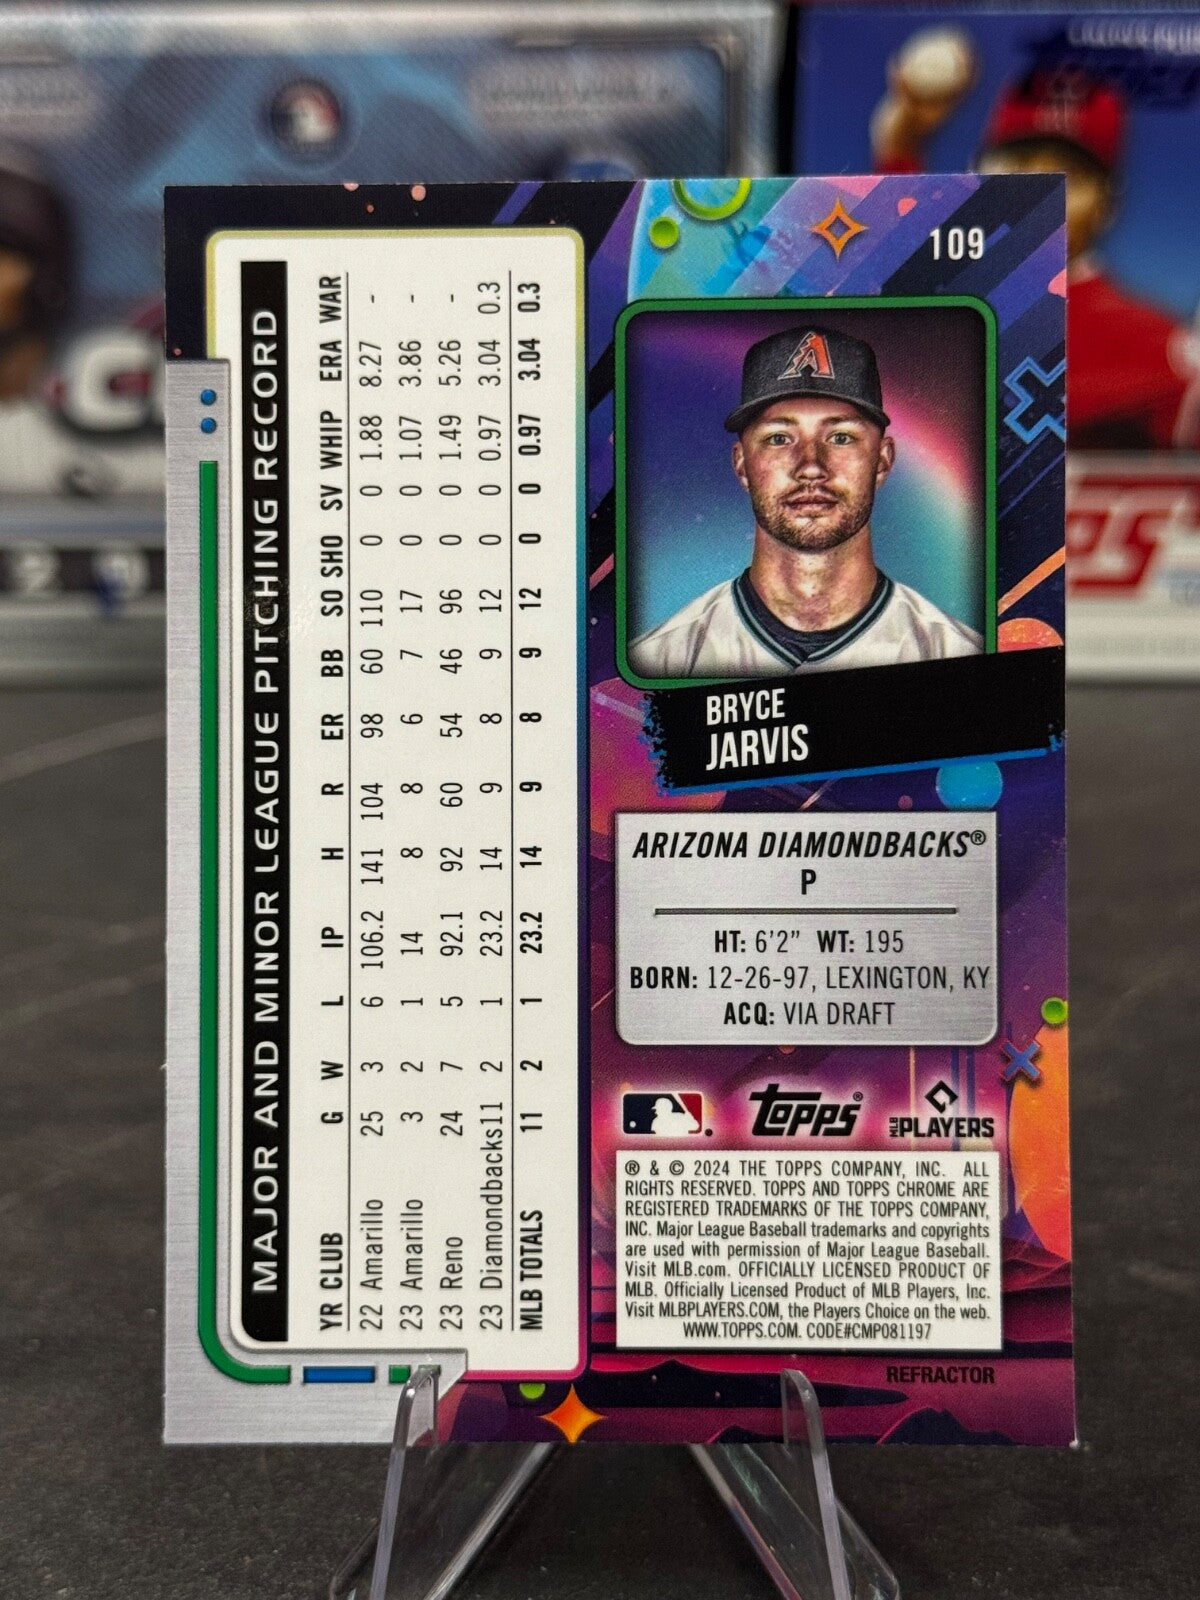 109
MAJOR AND MINOR LEAGUE PITCHING RECORD
YR CLUB G W L IP H R ER BB SO SHO SV WHIP ERA WAR
22 Amarillo 25 3 6 106.2 141 104 98 60 110 0 0 1.88 8.27 -
23 Amarillo 3 2 1 14 8 8 6 7 17 0 0 1.07 3.86 -
23 Reno 24 7 5 92.1 92 60 54 46 96 0 0 1.49 5.26 -
23 Diamondbacks 11 2 1 23.2 14 9 8 9 12 0 0 0.97 3.04 0.3
MLB TOTALS 11 2 1 23.2 14 9 8 9 12 0 0 0.97 3.04 0.3
A
BRYCE
JARVIS
ARIZONA DIAMONDBACKS®
P
HT: 6'2" WT: 195
BORN: 12-26-97, LEXINGTON, KY
ACQ: VIA DRAFT
Topps® MLB PLAYERS
® & © 2024 THE TOPPS COMPANY, INC. ALL
RIGHTS RESERVED. TOPPS AND TOPPS CHROME ARE
REGISTERED TRADEMARKS OF THE TOPPS COMPANY,
INC. Major League Baseball trademarks and copyrights
are used with permission of Major League Baseball.
Visit MLB.com. OFFICIALLY LICENSED PRODUCT OF
MLB. Officially Licensed Product of MLB Players, Inc.
Visit MLBPLAYERS.COM, the Players Choice on the web.
WWW.TOPPS.COM. CODE#CMP081197
REFRACTOR